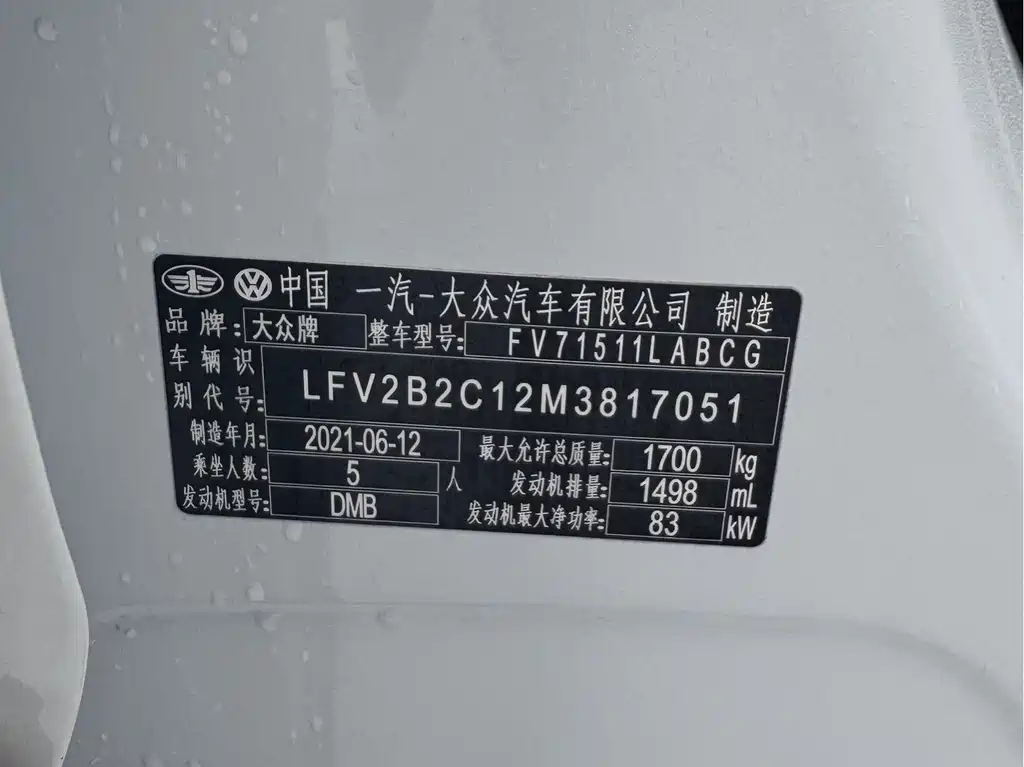 中国 一汽-大众汽车有限公司 制造
品牌: 大众牌 整车型号: FV71511LABCG
车辆识别代号: LFV2B2C12M3817051
制造年月: 2021-06-12 最大允许总质量: 1700 kg
乘坐人数: 5 人 发动机排量: 1498 mL
发动机型号: DMB 发动机最大净功率: 83 kW